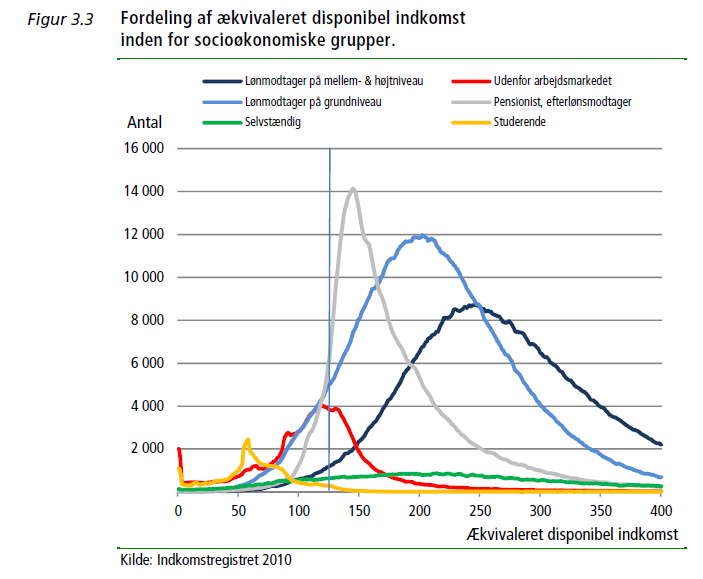 Figur 3.3
Fordeling af ækvivaleret disponibel indkomst
inden for socioøkonomiske grupper.
Lønmodtager på mellem- & højtniveau
Udenfor arbejdsmarkedet
Lønmodtager på grundniveau
Pensionist, efterlønsmodtager
Selvstændig
Studerende
Antal
16 000
14 000
12 000
10 000
8 000
6 000
4 000
2 000
0 50 100 150 200 250 300 350 400
Ækvivaleret disponibel indkomst
Kilde: Indkomstregistret 2010